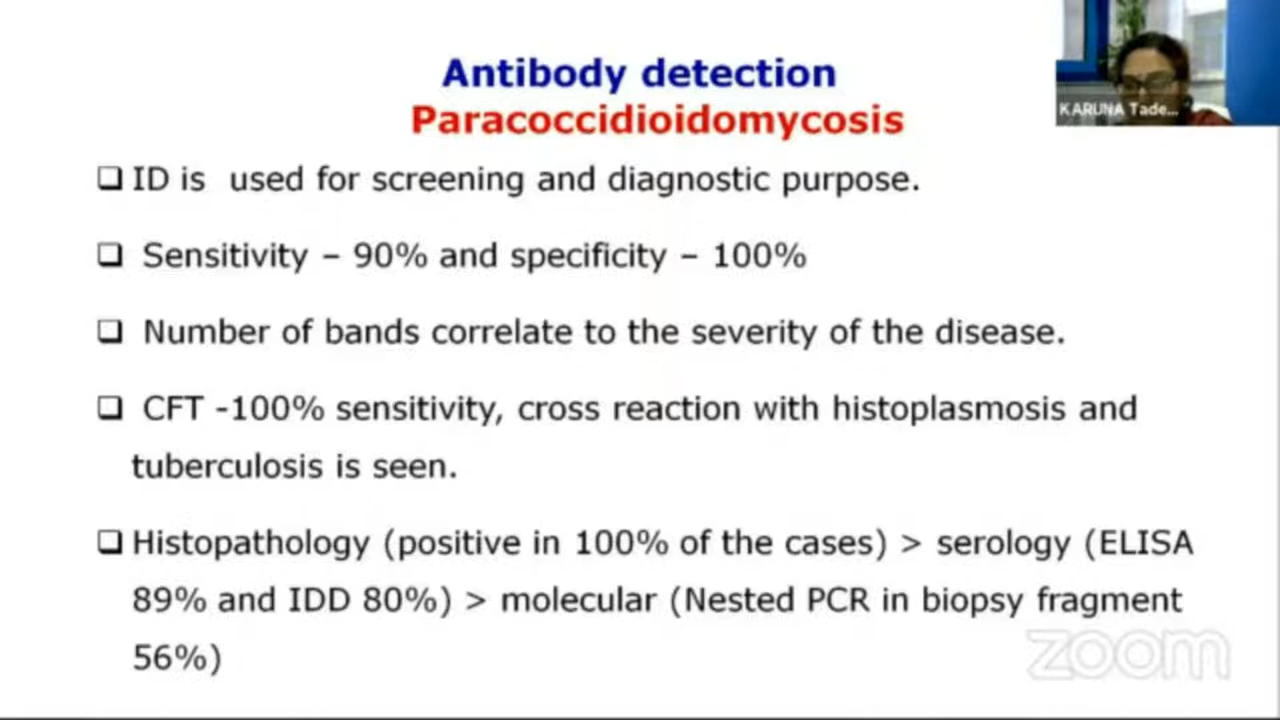 Antibody detection
Paracoccidioidomycosis
KARUNA Tade...
❑ ID is used for screening and diagnostic purpose.
❑ Sensitivity – 90% and specificity – 100%
❑ Number of bands correlate to the severity of the disease.
❑ CFT -100% sensitivity, cross reaction with histoplasmosis and
tuberculosis is seen.
❑ Histopathology (positive in 100% of the cases) > serology (ELISA
89% and IDD 80%) > molecular (Nested PCR in biopsy fragment
56%)
zoom